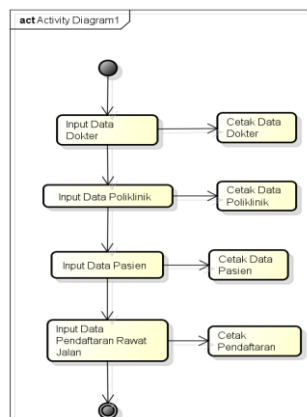 act Activity Diagram1
Input Data
Dokter
Cetak Data
Dokter
Input Data Poliklinik
Cetak Data
Poliklinik
Input Data Pasien
Cetak Data
Pasien
Input Data
Pendaftaran Rawat
Jalan
Cetak
Pendaftaran